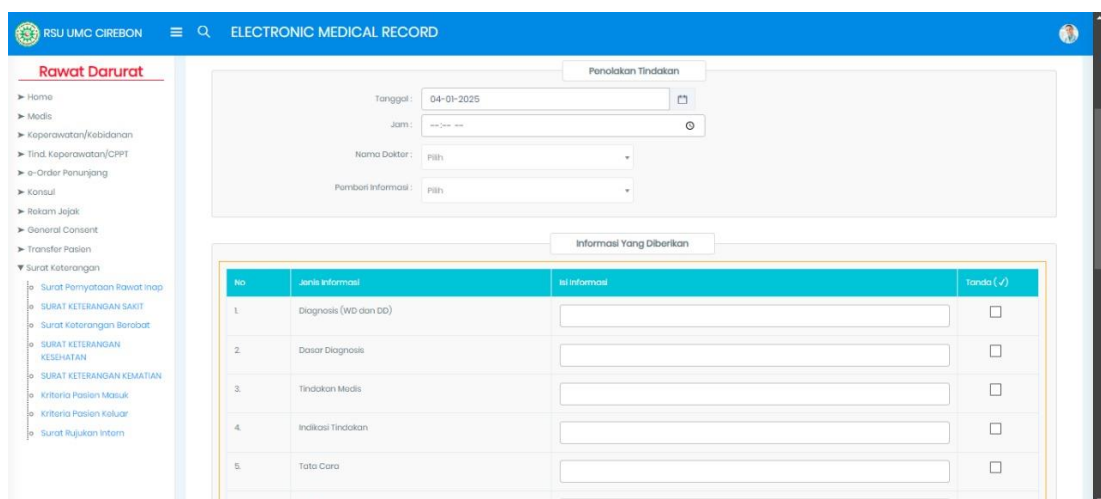 RSU UMC CIREBON
ELECTRONIC MEDICAL RECORD
Rawat Darurat
Home
Medis
Keperawatan/Kebidanan
Tind. Keperawatan/CPPT
e-Order Penunjang
Konsul
Rekam Jejak
General Consent
Transfer Pasien
Surat Keterangan
Surat Pernyataan Rawat Inap
SURAT KETERANGAN SAKIT
Surat Keterangan Berobat
SURAT KETERANGAN
KESEHATAN
SURAT KETERANGAN KEMATIAN
Kriteria Pasien Masuk
Kriteria Pasien Keluar
Surat Rujukan Intern
Penolakan Tindakan
Tanggal : 04-01-2025
Jam : --:-- --
Nama Dokter : Pilih
Pemberi Informasi : Pilih
Informasi Yang Diberikan
No Jenis Informasi Isi Informasi Tanda (✓)
1. Diagnosis (WD dan DD)
2. Dasar Diagnosis
3. Tindakan Medis
4. Indikasi Tindakan
5. Tata Cara